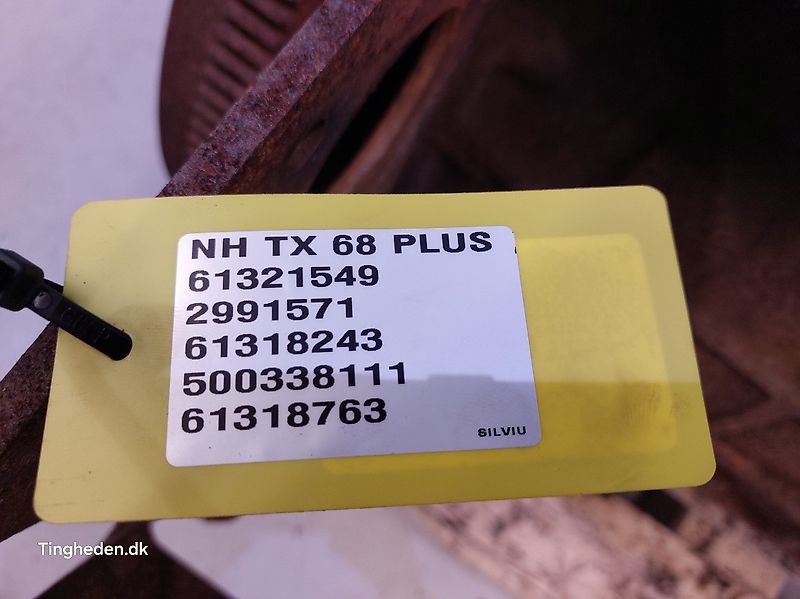 NH TX 68 PLUS
61321549
2991571
61318243
500338111
61318763
SILVIU
Tingheden.dk